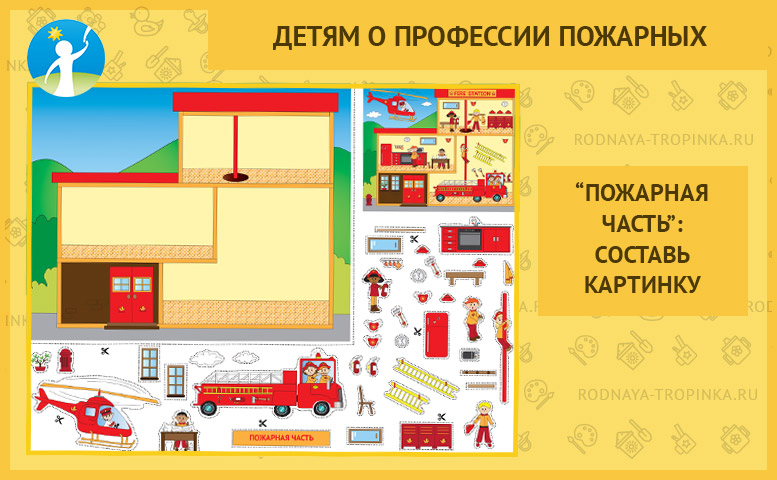 ДЕТЯМ О ПРОФЕССИИ ПОЖАРНЫХ
FIRE STATION
RODNAYA-TROPINKA.RU
“ПОЖАРНАЯ
ЧАСТЬ”:
СОСТАВЬ
КАРТИНКУ
RODNAYA-TROPINKA.RU
ПОЖАРНАЯ ЧАСТЬ